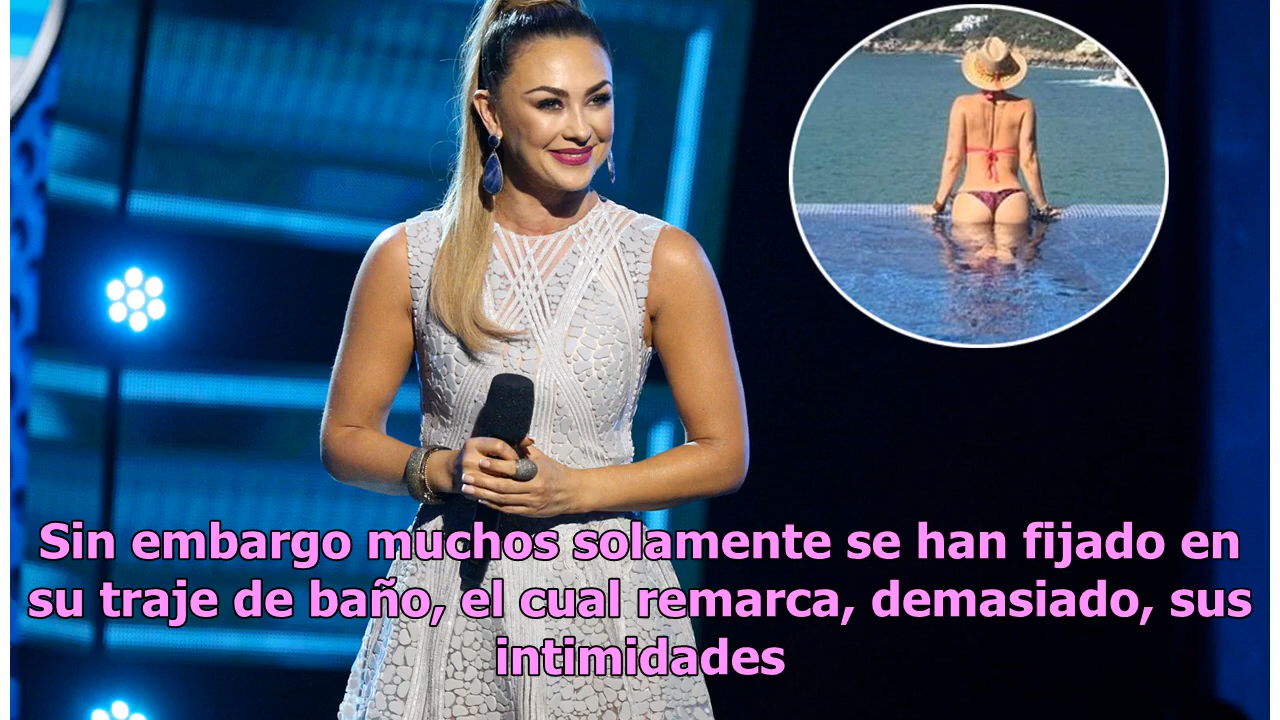 Sin embargo muchos solamente se han fijado en
su traje de baño, el cual remarca, demasiado, sus
intimidades